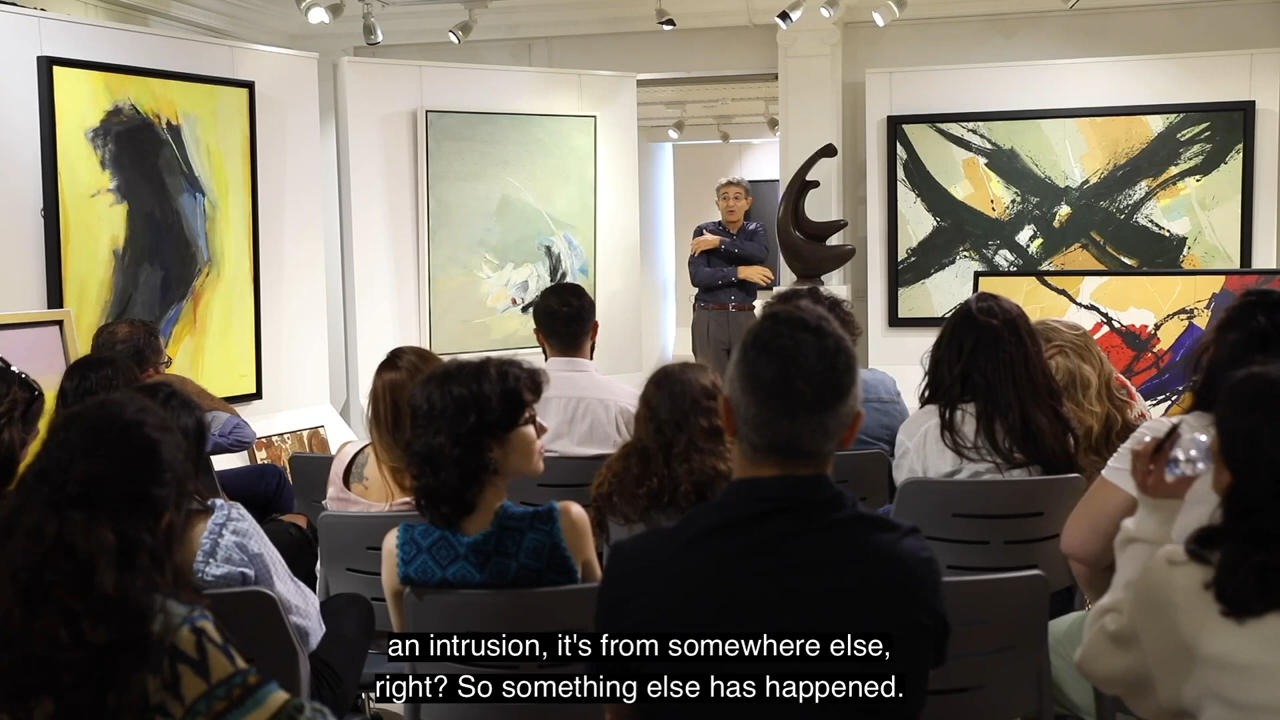 an intrusion, it's from somewhere else,
right? So something else has happened.